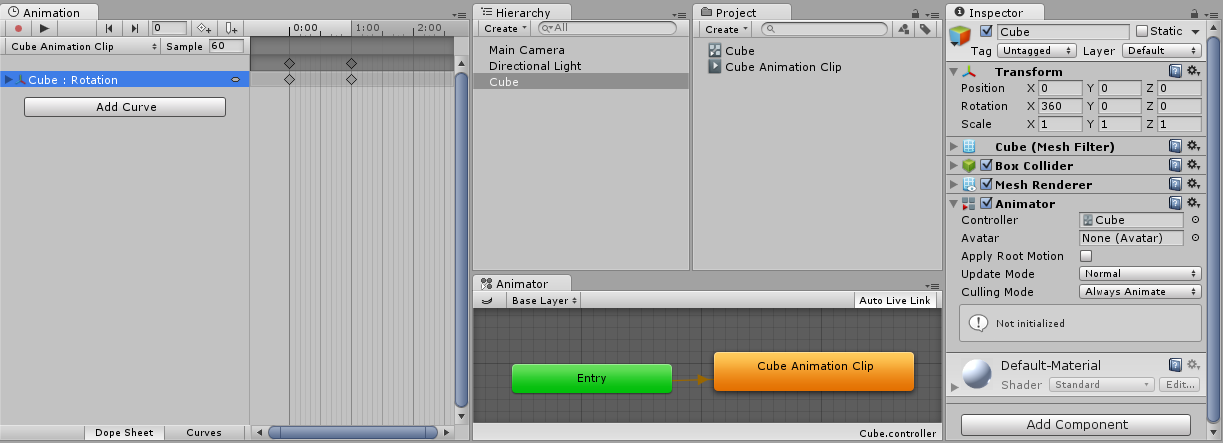 Animation
0
0:00
1:00
2:00
Cube Animation Clip
Sample
60
Cube : Rotation
Add Curve
Dope Sheet
Curves
Hierarchy
Create
All
Main Camera
Directional Light
Cube
Project
Create
Cube
Cube Animation Clip
Animator
Base Layer
Auto Live Link
Entry
Cube Animation Clip
Cube.controller
Inspector
Cube
Static
Tag
Untagged
Layer
Default
Transform
Position X 0 Y 0 Z 0
Rotation X 360 Y 0 Z 0
Scale X 1 Y 1 Z 1
Cube (Mesh Filter)
Box Collider
Mesh Renderer
Animator
Controller
Cube
Avatar
None (Avatar)
Apply Root Motion
Update Mode
Normal
Culling Mode
Always Animate
Not initialized
Default-Material
Shader
Standard
Edit...
Add Component